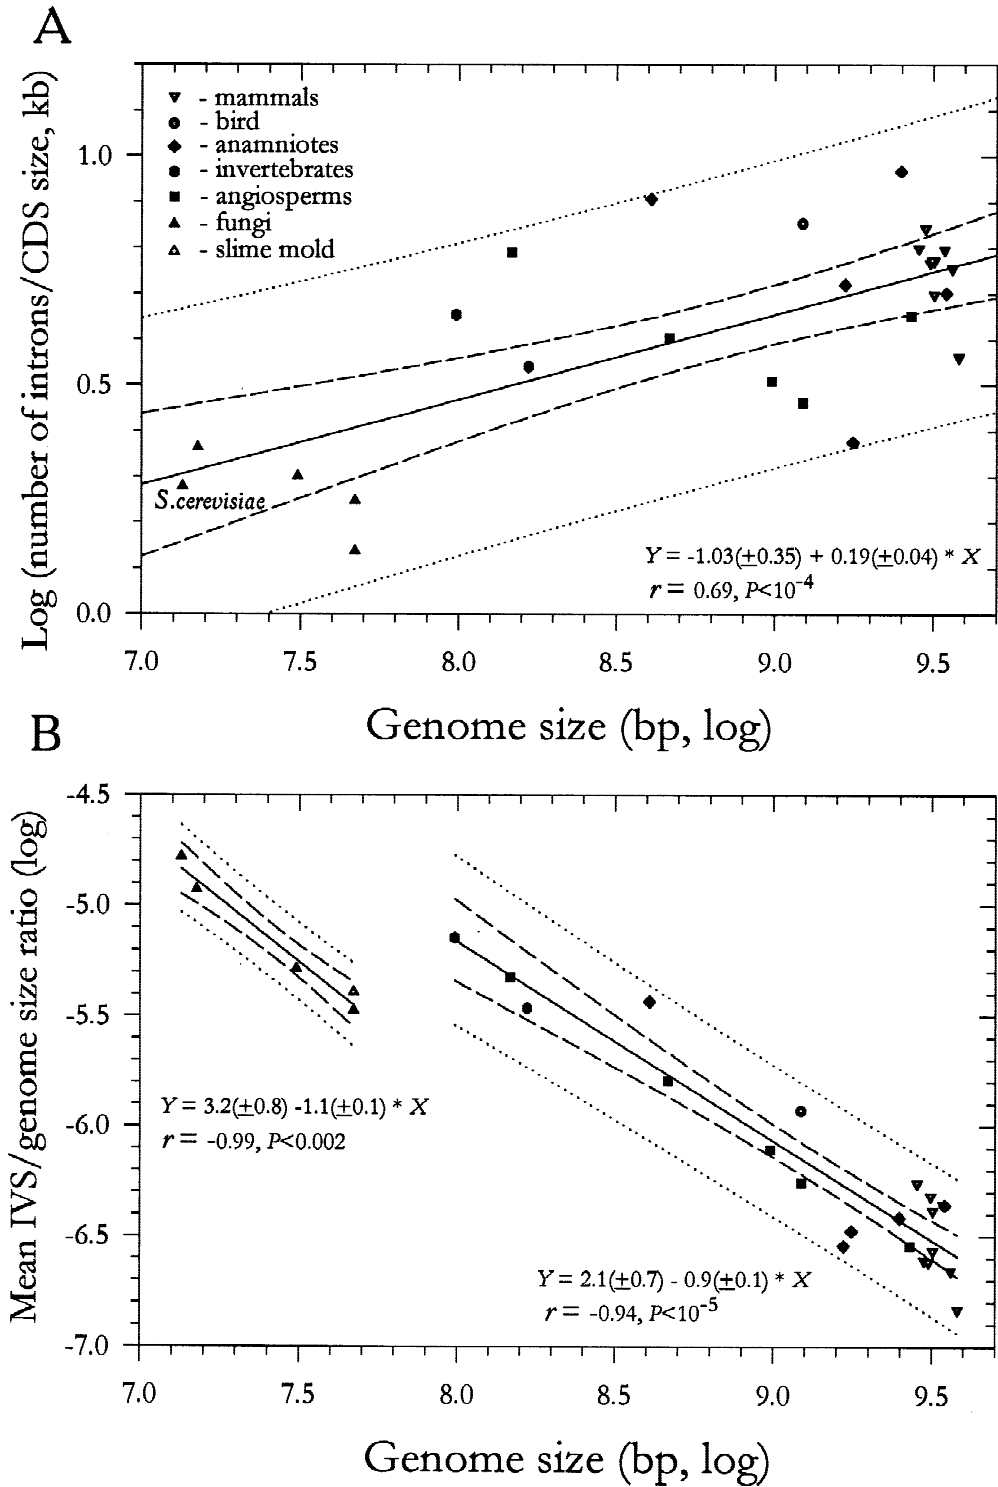 A
Log (number of introns/CDS size, kb)
1.0
0.5
0.0
- mammals
- bird
- anamniotes
- invertebrates
- angiosperms
- fungi
- slime mold
S.cerevisiae
Y = -1.03(±0.35) + 0.19(±0.04) * X
r = 0.69, P<10⁻⁴
7.0 7.5 8.0 8.5 9.0 9.5
Genome size (bp, log)
B
Mean IVS/genome size ratio (log)
-4.5
-5.0
-5.5
-6.0
-6.5
-7.0
Y = 3.2(±0.8) -1.1(±0.1) * X
r = -0.99, P<0.002
Y = 2.1(±0.7) - 0.9(±0.1) * X
r = -0.94, P<10⁻⁵
7.0 7.5 8.0 8.5 9.0 9.5
Genome size (bp, log)